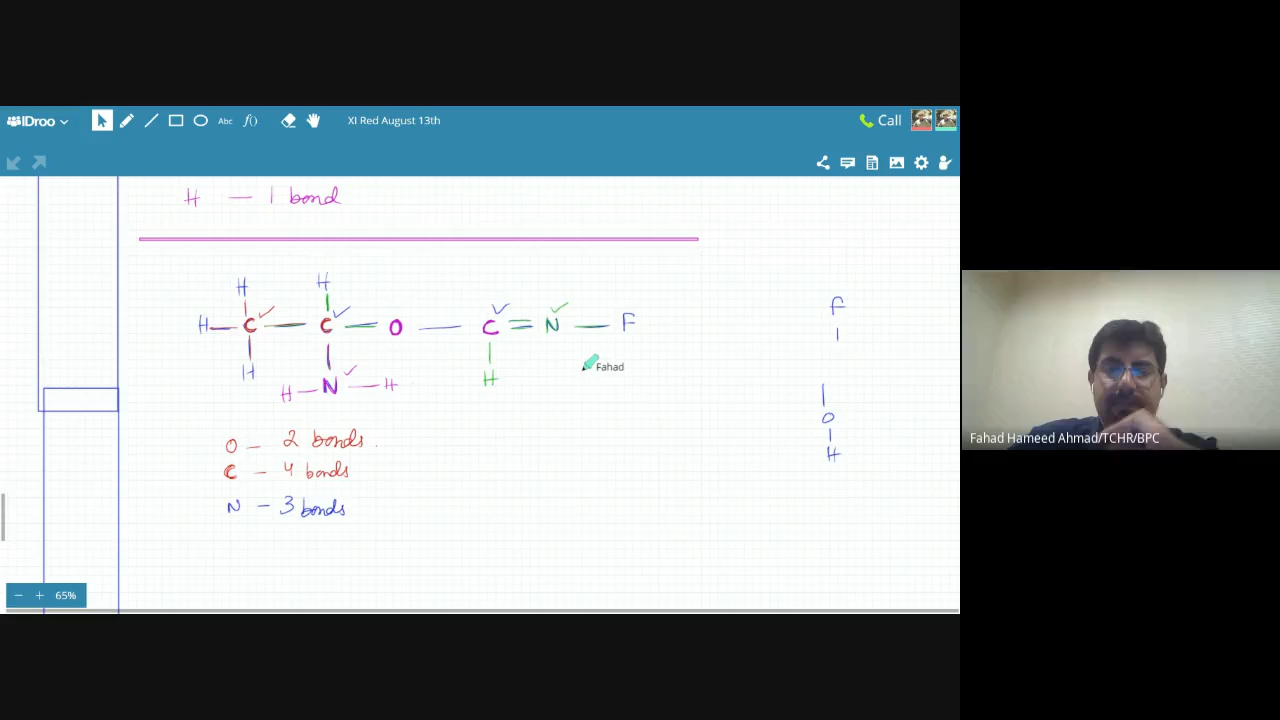 IDroo
Abc
f()
XI Red August 13th
Call
H — 1 bond
H H
H—C—C—O—C=N—F
H H—N—H H
Fahad
O — 2 bonds.
C — 4 bonds
N — 3 bonds
F
O
H
65%
Fahad Hameed Ahmad/TCHR/BPC